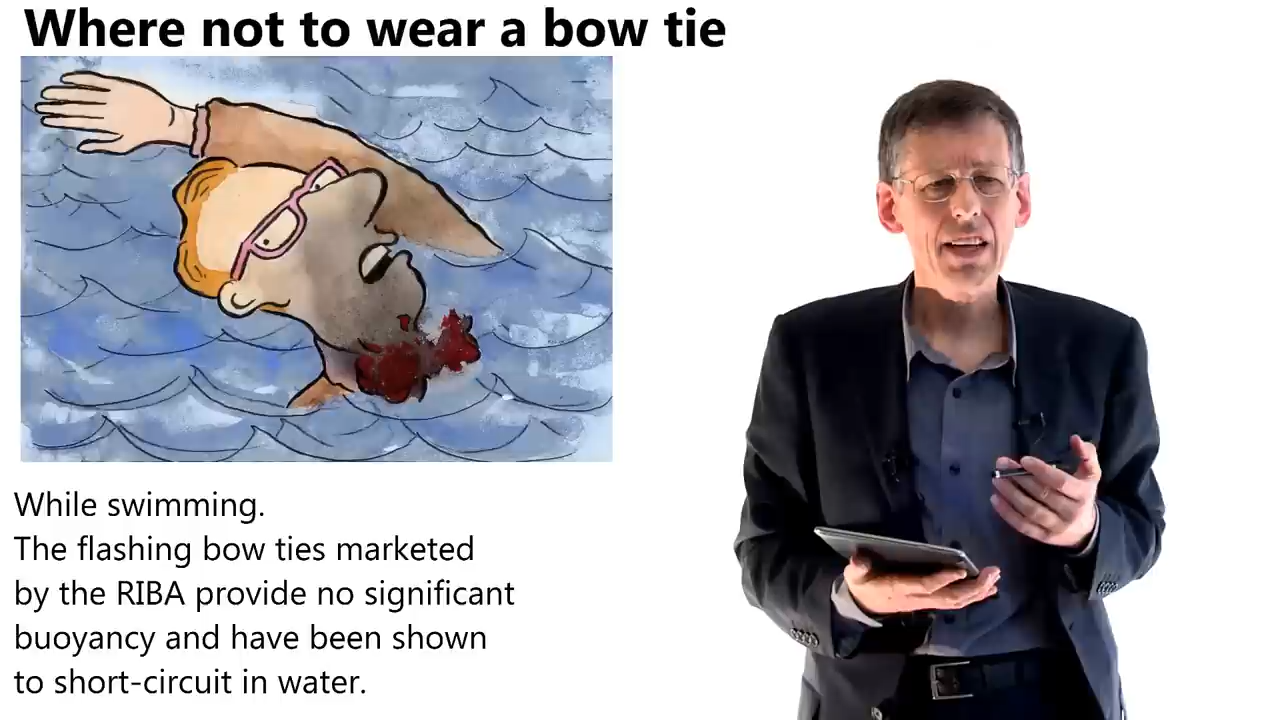 Where not to wear a bow tie
While swimming.
The flashing bow ties marketed
by the RIBA provide no significant
buoyancy and have been shown
to short-circuit in water.